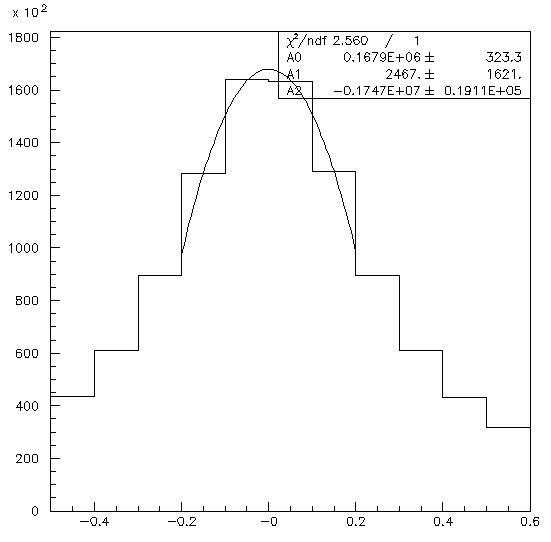 x 10²
χ²/ndf 2.560 / 1
A0 0.1679E+06 ± 323.3
A1 2467. ± 1621.
A2 −0.1747E+07 ± 0.1911E+05
1800
1600
1400
1200
1000
800
600
400
200
0
−0.4 −0.2 −0 0.2 0.4 0.6